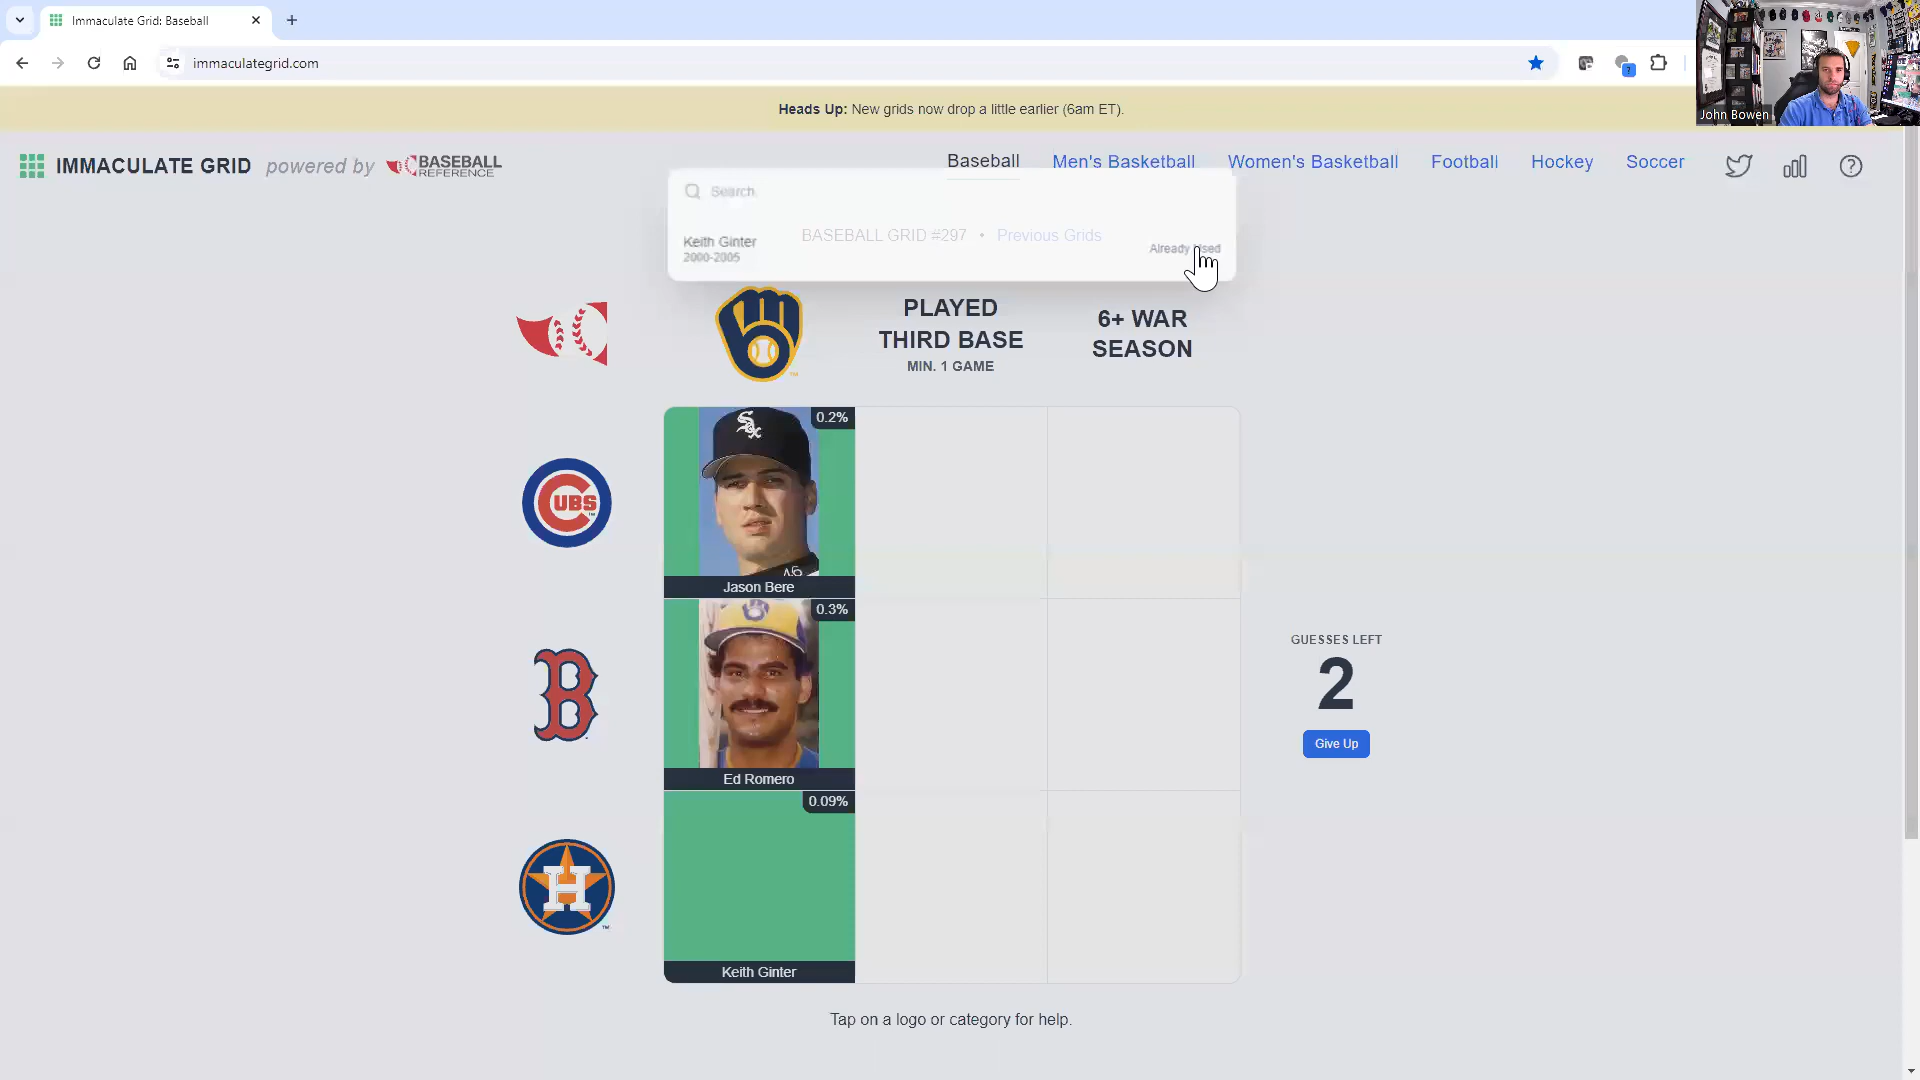 Immaculate Grid: Baseball
immaculategrid.com
?
John Bowen
Heads Up: New grids now drop a little earlier (6am ET).
IMMACULATE GRID powered by BASEBALL REFERENCE
Baseball Men's Basketball Women's Basketball Football Hockey Soccer ?
Search
BASEBALL GRID #297 • Previous Grids
Keith Ginter
2000-2005
Already Used
PLAYED
THIRD BASE
MIN. 1 GAME
6+ WAR
SEASON
TM
CUBS
0.2%
Sox
Jason Bere
B
0.3%
Ed Romero
GUESSES LEFT
2
Give Up
H
TM
0.09%
Keith Ginter
Tap on a logo or category for help.